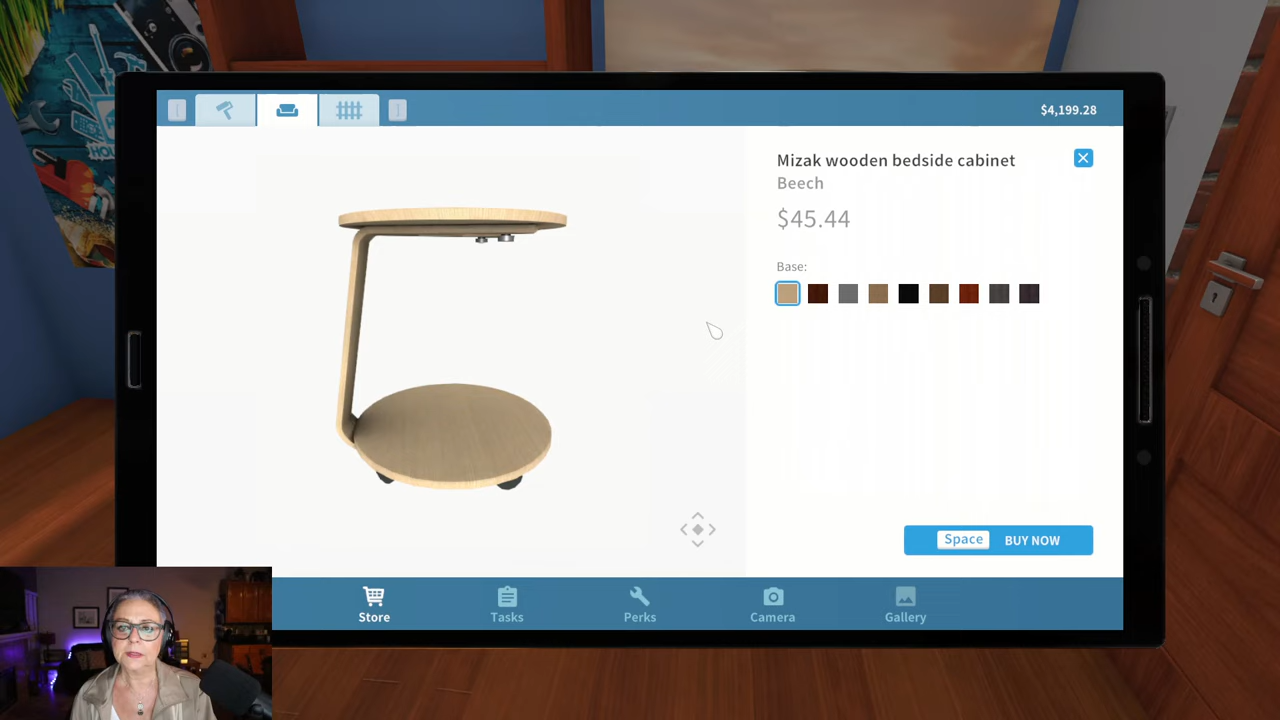 $4,199.28
Mizak wooden bedside cabinet
Beech
$45.44
Base:
Space BUY NOW
Store
Tasks
Perks
Camera
Gallery